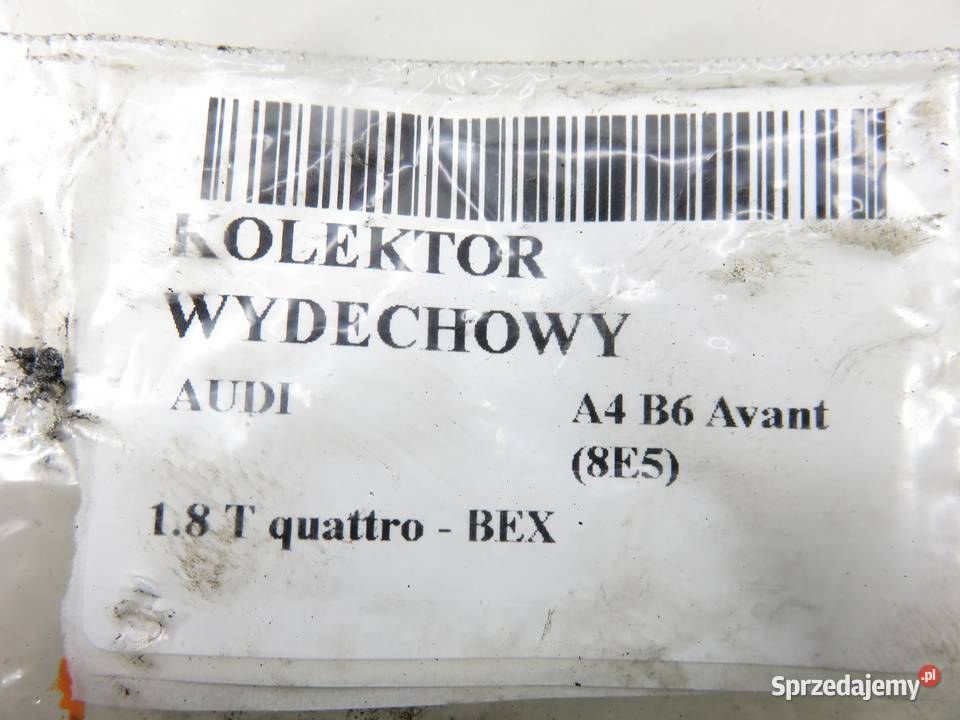 KOLEKTOR
WYDECHOWY
AUDI A4 B6 Avant
(8E5)
1.8 T quattro - BEX
Sprzedajemy.pl